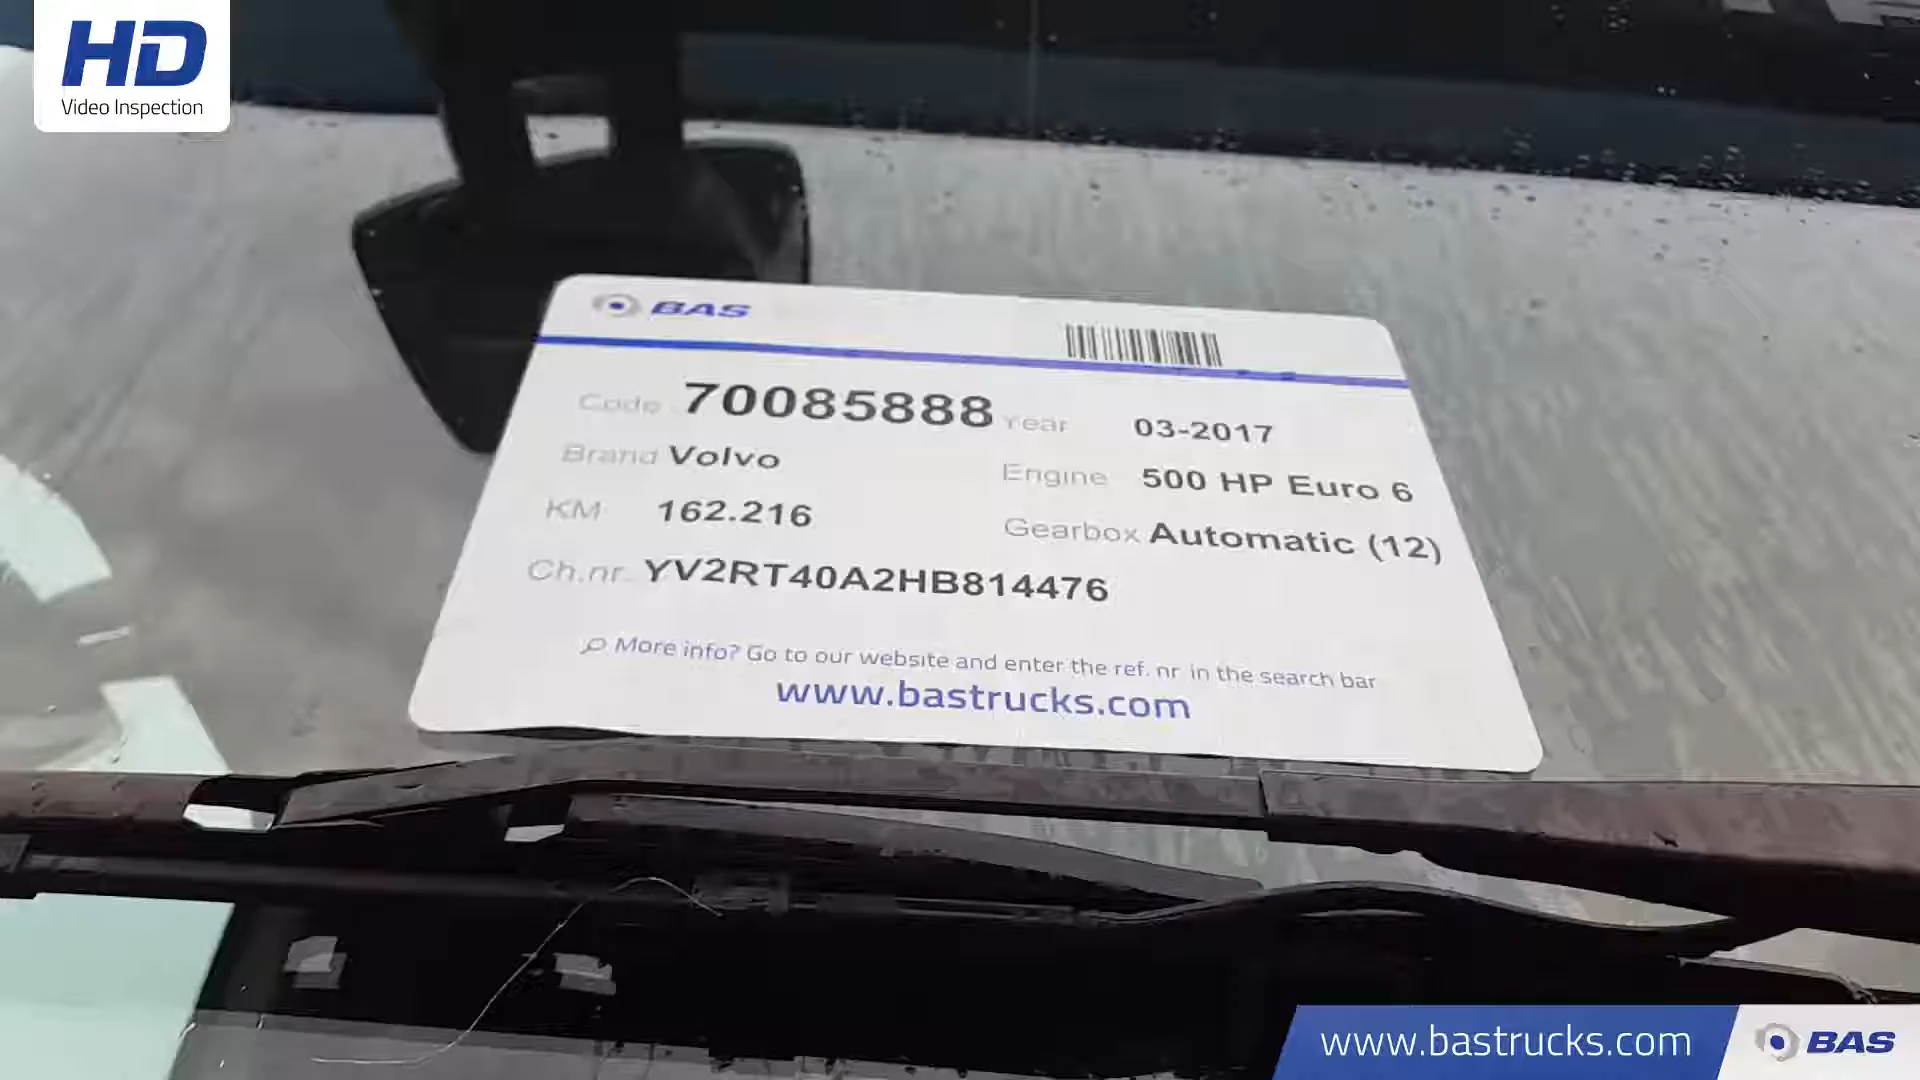 HD
Video Inspection
BAS
Code 70085888 Year 03-2017
Brand Volvo
Engine 500 HP Euro 6
KM 162.216
Gearbox Automatic (12)
Ch.nr. YV2RT40A2HB814476
More info? Go to our website and enter the ref. nr in the search bar
www.bastrucks.com
www.bastrucks.com BAS